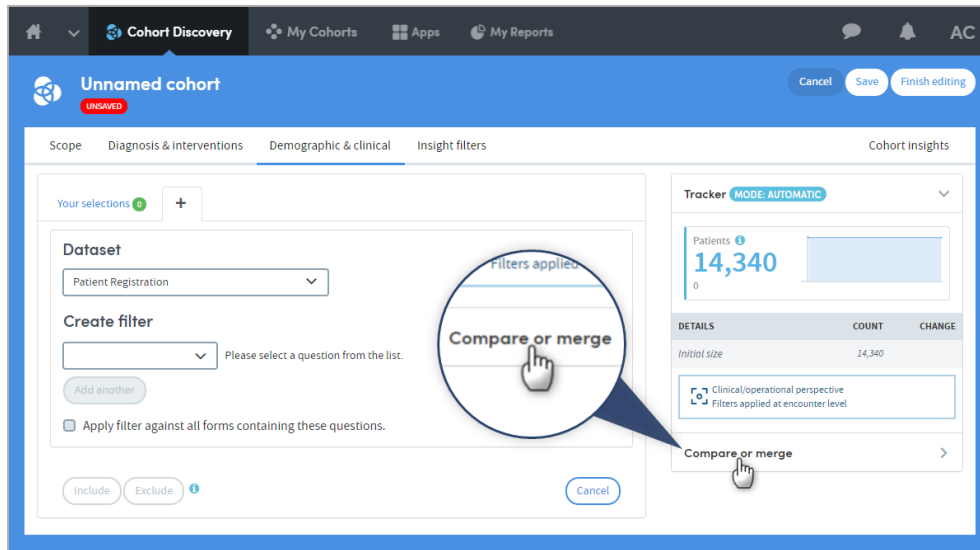 Cohort Discovery My Cohorts Apps My Reports AC
Unnamed cohort
UNSAVED
Cancel Save Finish editing
Scope Diagnosis & interventions Demographic & clinical Insight filters Cohort insights
Your selections 0 +
Dataset
Patient Registration
Create filter
Please select a question from the list.
Add another
Apply filter against all forms containing these questions.
Include Exclude
Cancel
Filters applied
Compare or merge
Tracker MODE: AUTOMATIC
Patients
14,340
0
DETAILS COUNT CHANGE
Initial size 14,340
Clinical/operational perspective
Filters applied at encounter level
Compare or merge